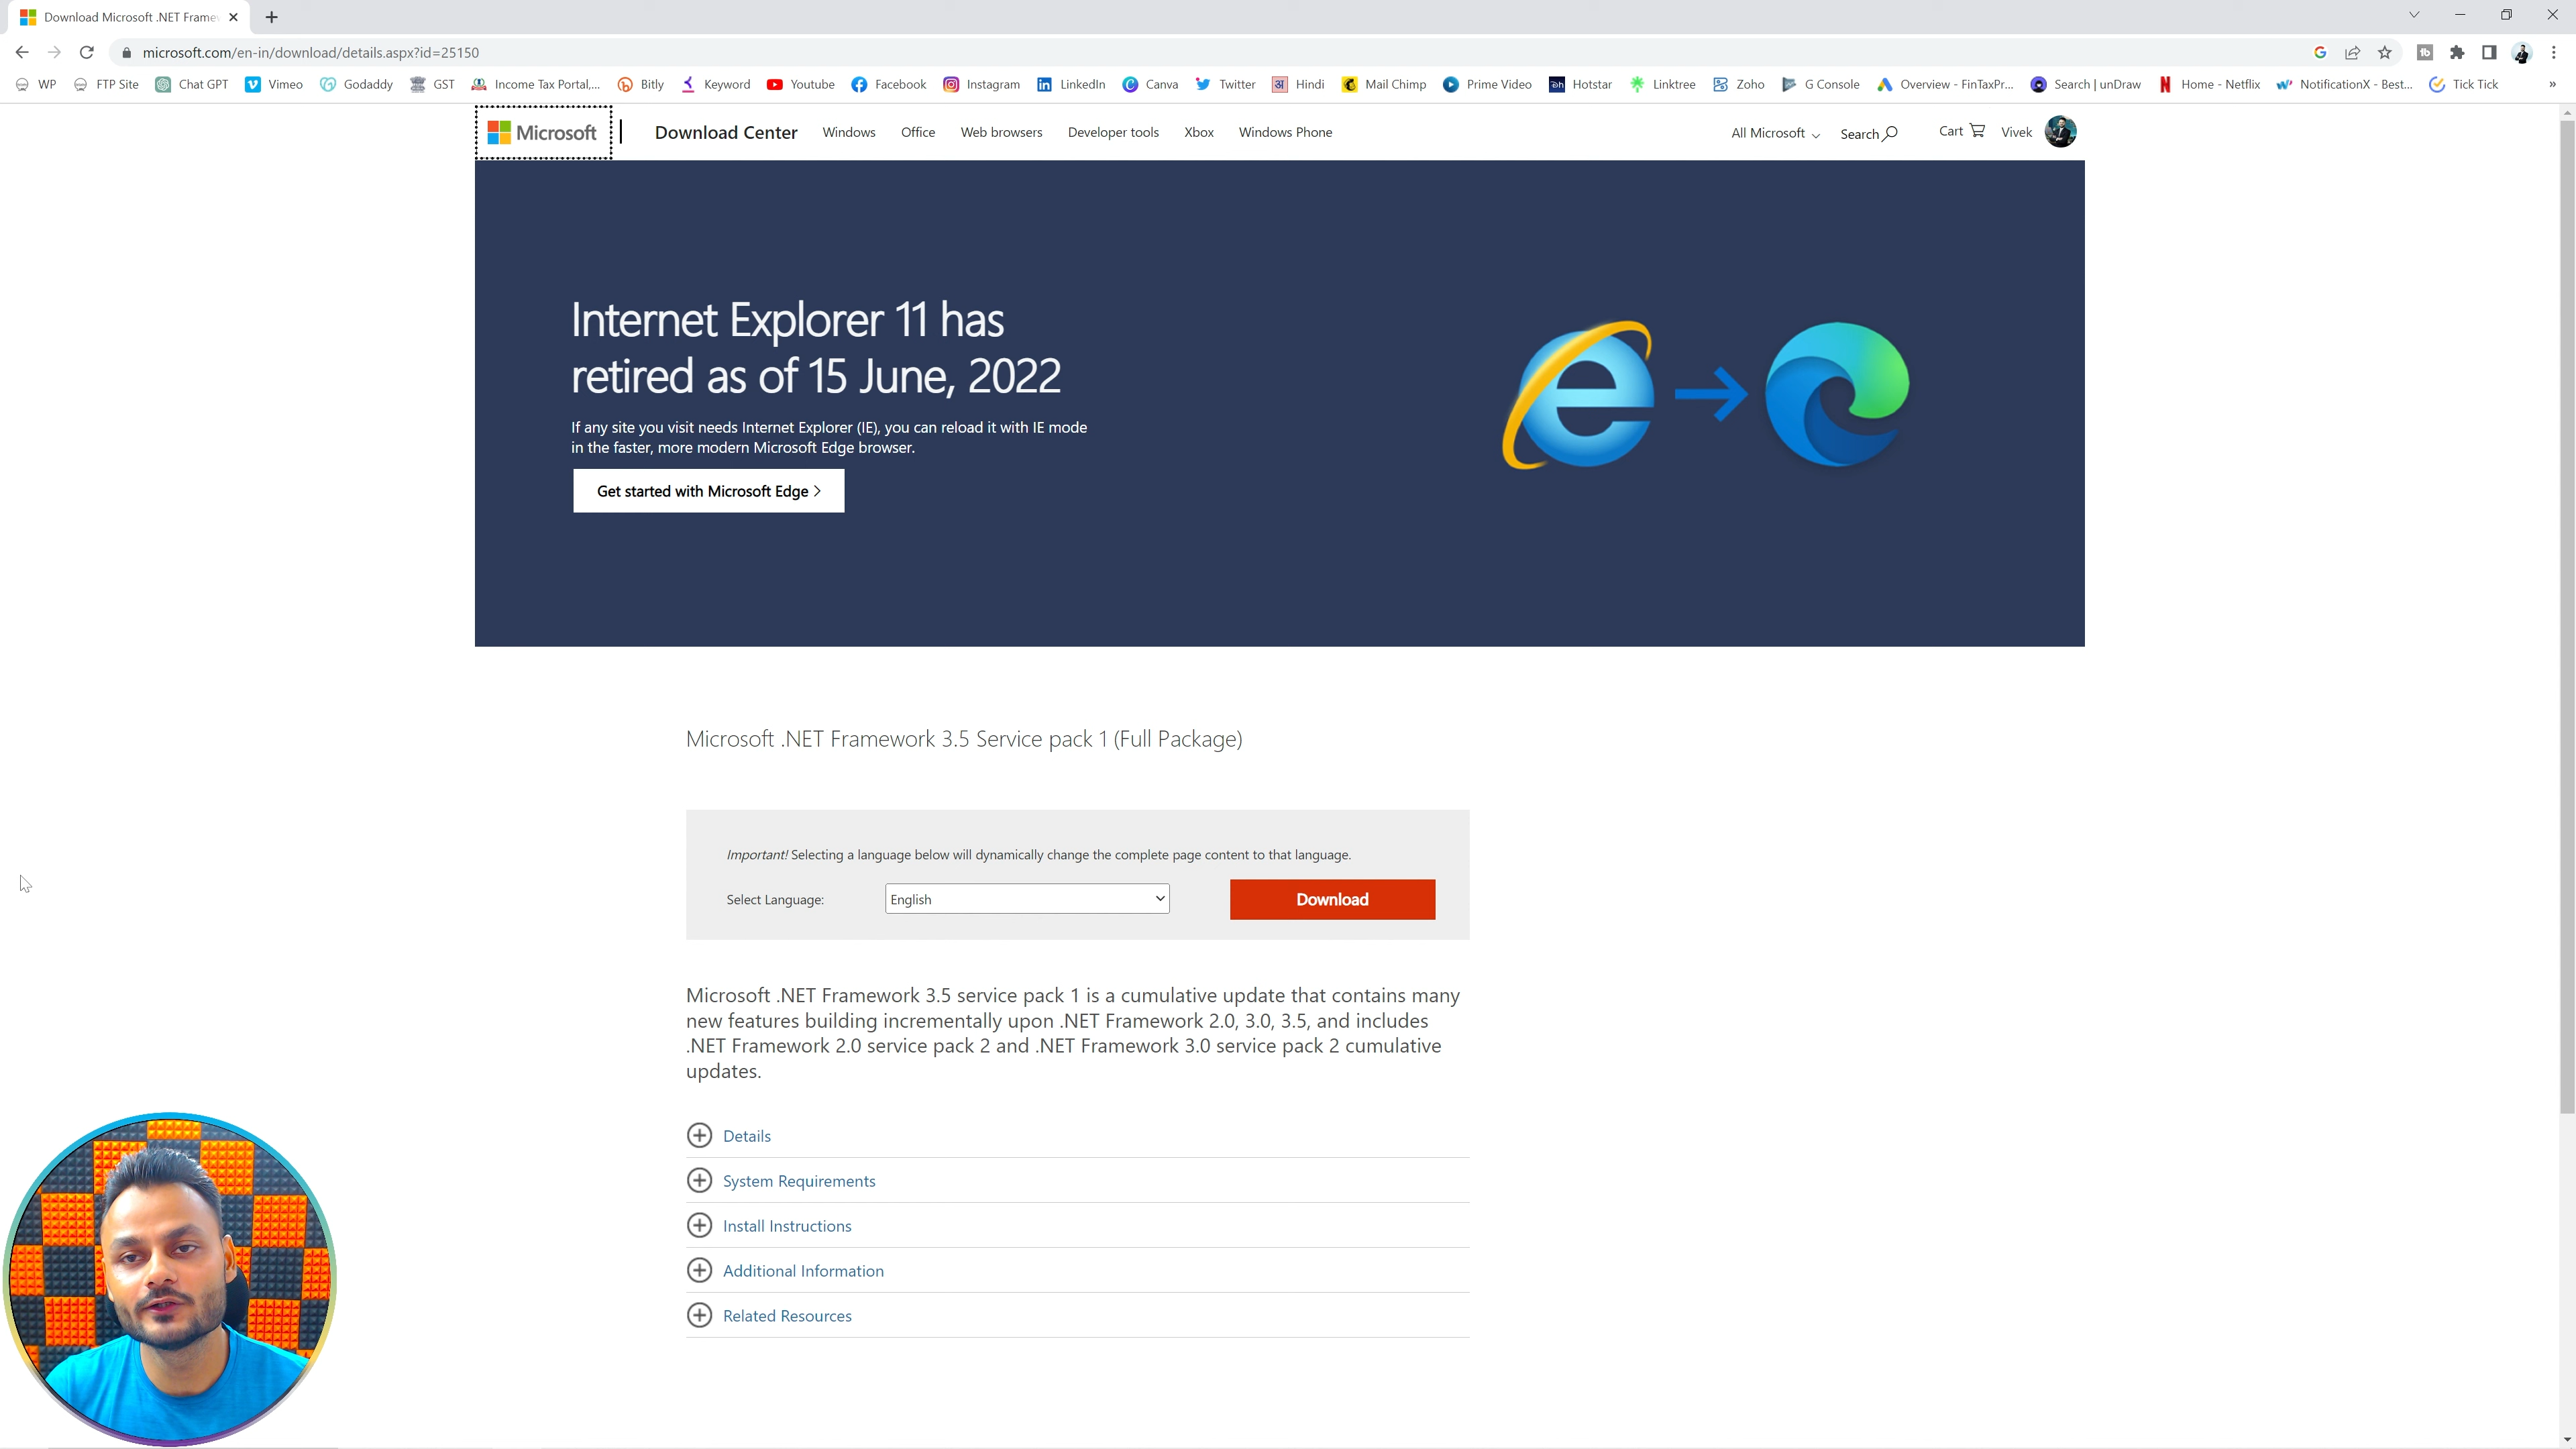 Download Microsoft .NET Framew
microsoft.com/en-in/download/details.aspx?id=25150
WP FTP Site Chat GPT Vimeo Godaddy GST Income Tax Portal,... Bitly Keyword Youtube Facebook Instagram LinkedIn Canva Twitter Hindi Mail Chimp Prime Video Hotstar Linktree Zoho G Console Overview - FinTaxPr... Search | unDraw Home - Netflix NotificationX - Best... Tick Tick »
Microsoft Download Center Windows Office Web browsers Developer tools Xbox Windows Phone All Microsoft Search Cart Vivek
Internet Explorer 11 has
retired as of 15 June, 2022
If any site you visit needs Internet Explorer (IE), you can reload it with IE mode
in the faster, more modern Microsoft Edge browser.
Get started with Microsoft Edge >
Microsoft .NET Framework 3.5 Service pack 1 (Full Package)
Important! Selecting a language below will dynamically change the complete page content to that language.
Select Language: English Download
Microsoft .NET Framework 3.5 service pack 1 is a cumulative update that contains many
new features building incrementally upon .NET Framework 2.0, 3.0, 3.5, and includes
.NET Framework 2.0 service pack 2 and .NET Framework 3.0 service pack 2 cumulative
updates.
Details
System Requirements
Install Instructions
Additional Information
Related Resources